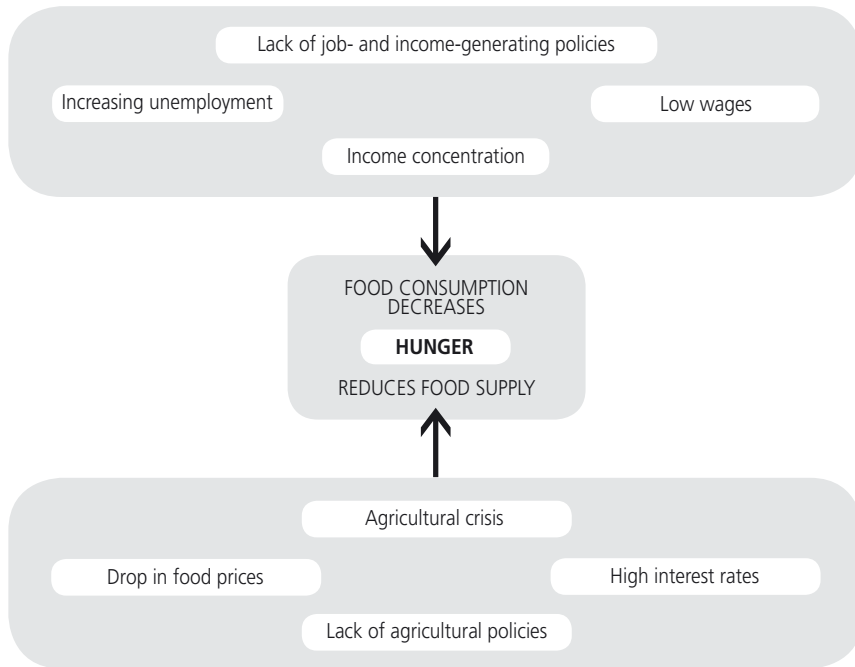 Lack of job- and income-generating policies
Increasing unemployment
Low wages
Income concentration
FOOD CONSUMPTION
DECREASES
HUNGER
REDUCES FOOD SUPPLY
Agricultural crisis
Drop in food prices
High interest rates
Lack of agricultural policies